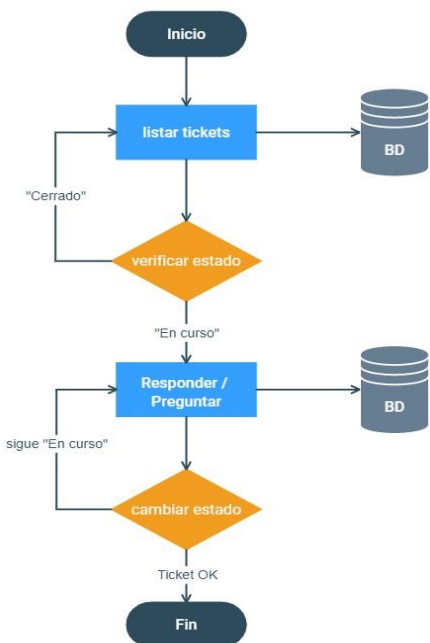 Inicio
listar tickets
BD
"Cerrado"
verificar estado
"En curso"
Responder /
Preguntar
BD
sigue "En curso"
cambiar estado
Ticket OK
Fin